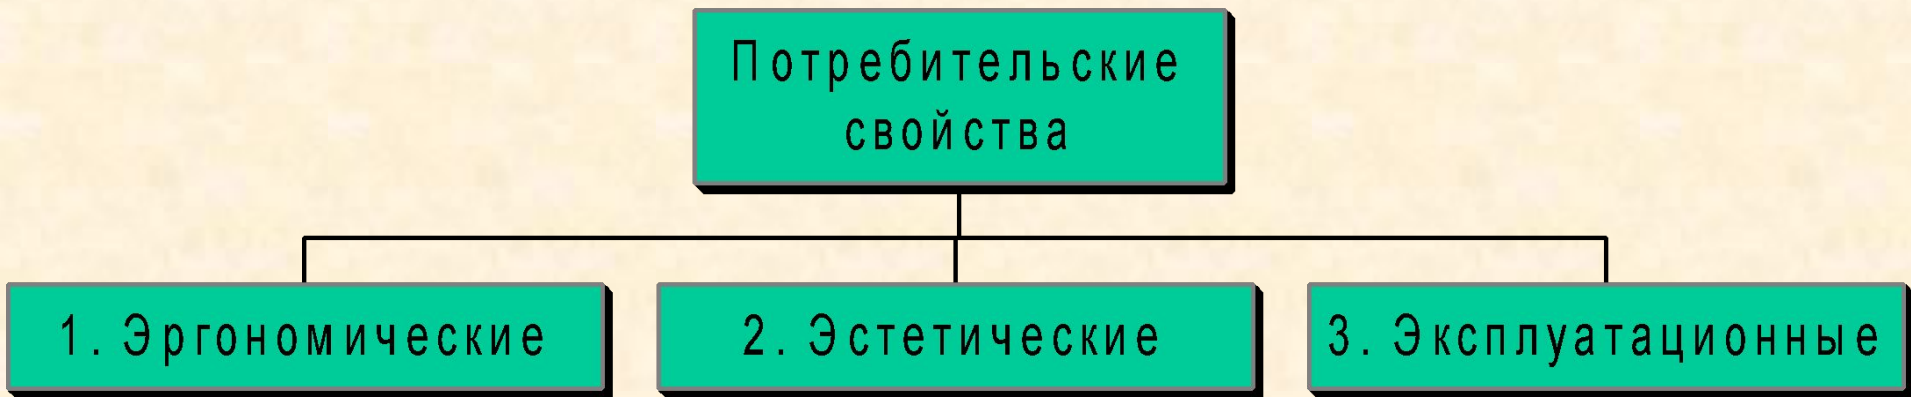 Потребительские
свойства
1. Эргономические
2. Эстетические
3. Эксплуатационные